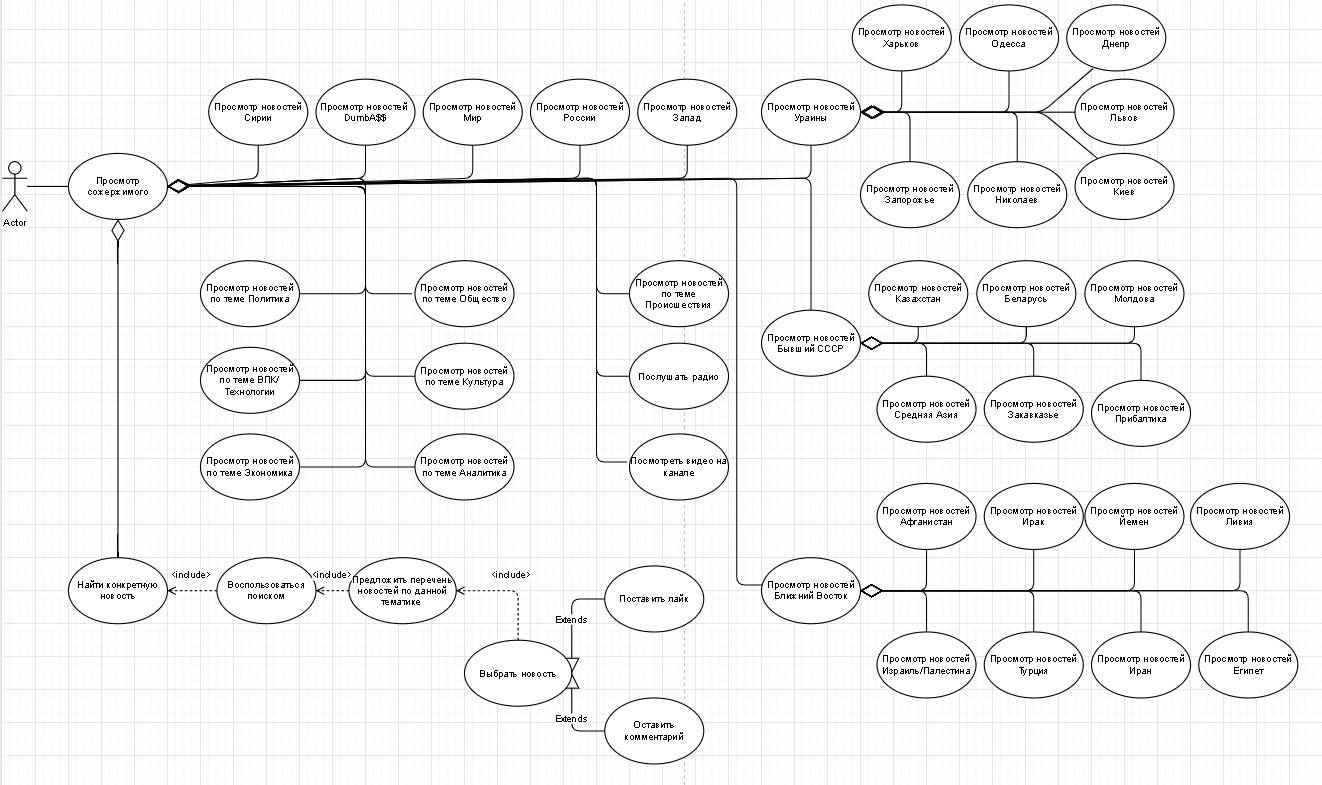 Просмотр новостей
Харьков
Просмотр новостей
Одесса
Просмотр новостей
Днепр
Просмотр новостей
Сирии
Просмотр новостей
DumbA$$
Просмотр новостей
Мир
Просмотр новостей
России
Просмотр новостей
Запад
Просмотр новостей
Ураины
Просмотр новостей
Львов
Actor
Просмотр
сожержимого
Просмотр новостей
Запорожье
Просмотр новостей
Николаев
Просмотр новостей
Киев
Просмотр новостей
по теме Политика
Просмотр новостей
по теме Общество
Просмотр новостей
по теме
Происшествия
Просмотр новостей
Казахстан
Просмотр новостей
Беларусь
Просмотр новостей
Молдова
Просмотр новостей
Бывший СССР
Просмотр новостей
по теме ВПК/
Технологии
Просмотр новостей
по теме Культура
Послушать радио
Просмотр новостей
Средняя Азия
Просмотр новостей
Закавказье
Просмотр новостей
Прибалтика
Просмотр новостей
по теме Экономика
Просмотр новостей
по теме Аналитика
Посмотреть видео на
канале
Просмотр новостей
Афганистан
Просмотр новостей
Ирак
Просмотр новостей
Йемен
Просмотр новостей
Ливия
Найти конкретную
новость
<include>
Воспользоваться
поиском
<include>
Предложить перечень
новостей по данной
тематике
<include>
Просмотр новостей
Ближний Восток
Поставить лайк
Extends
Выбрать новость
Extends
Оставить
комментарий
Просмотр новостей
Израиль/Палестина
Просмотр новостей
Турция
Просмотр новостей
Иран
Просмотр новостей
Египет